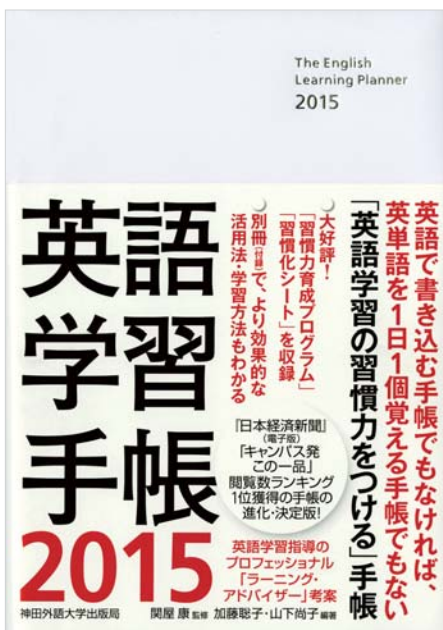 The English
Learning Planner
2015
英語で書き込む手帳でもなければ、
英単語を1日1個覚える手帳でもない
「英語学習の習慣力をつける」手帳
大好評！
「習慣力育成プログラム」
「習慣化シート」を収録
別冊(付録)で、より効果的な
活用法・学習方法もわかる
英語
学習
手帳
2015
『日本経済新聞』
(電子版)
「キャンパス発
この一品」
閲覧数ランキング
1位獲得の手帳の
進化・決定版！
英語学習指導の
プロフェッショナル
「ラーニング・
アドバイザー」考案
神田外語大学出版局
関屋 康 監修 加藤聡子・山下尚子 編著